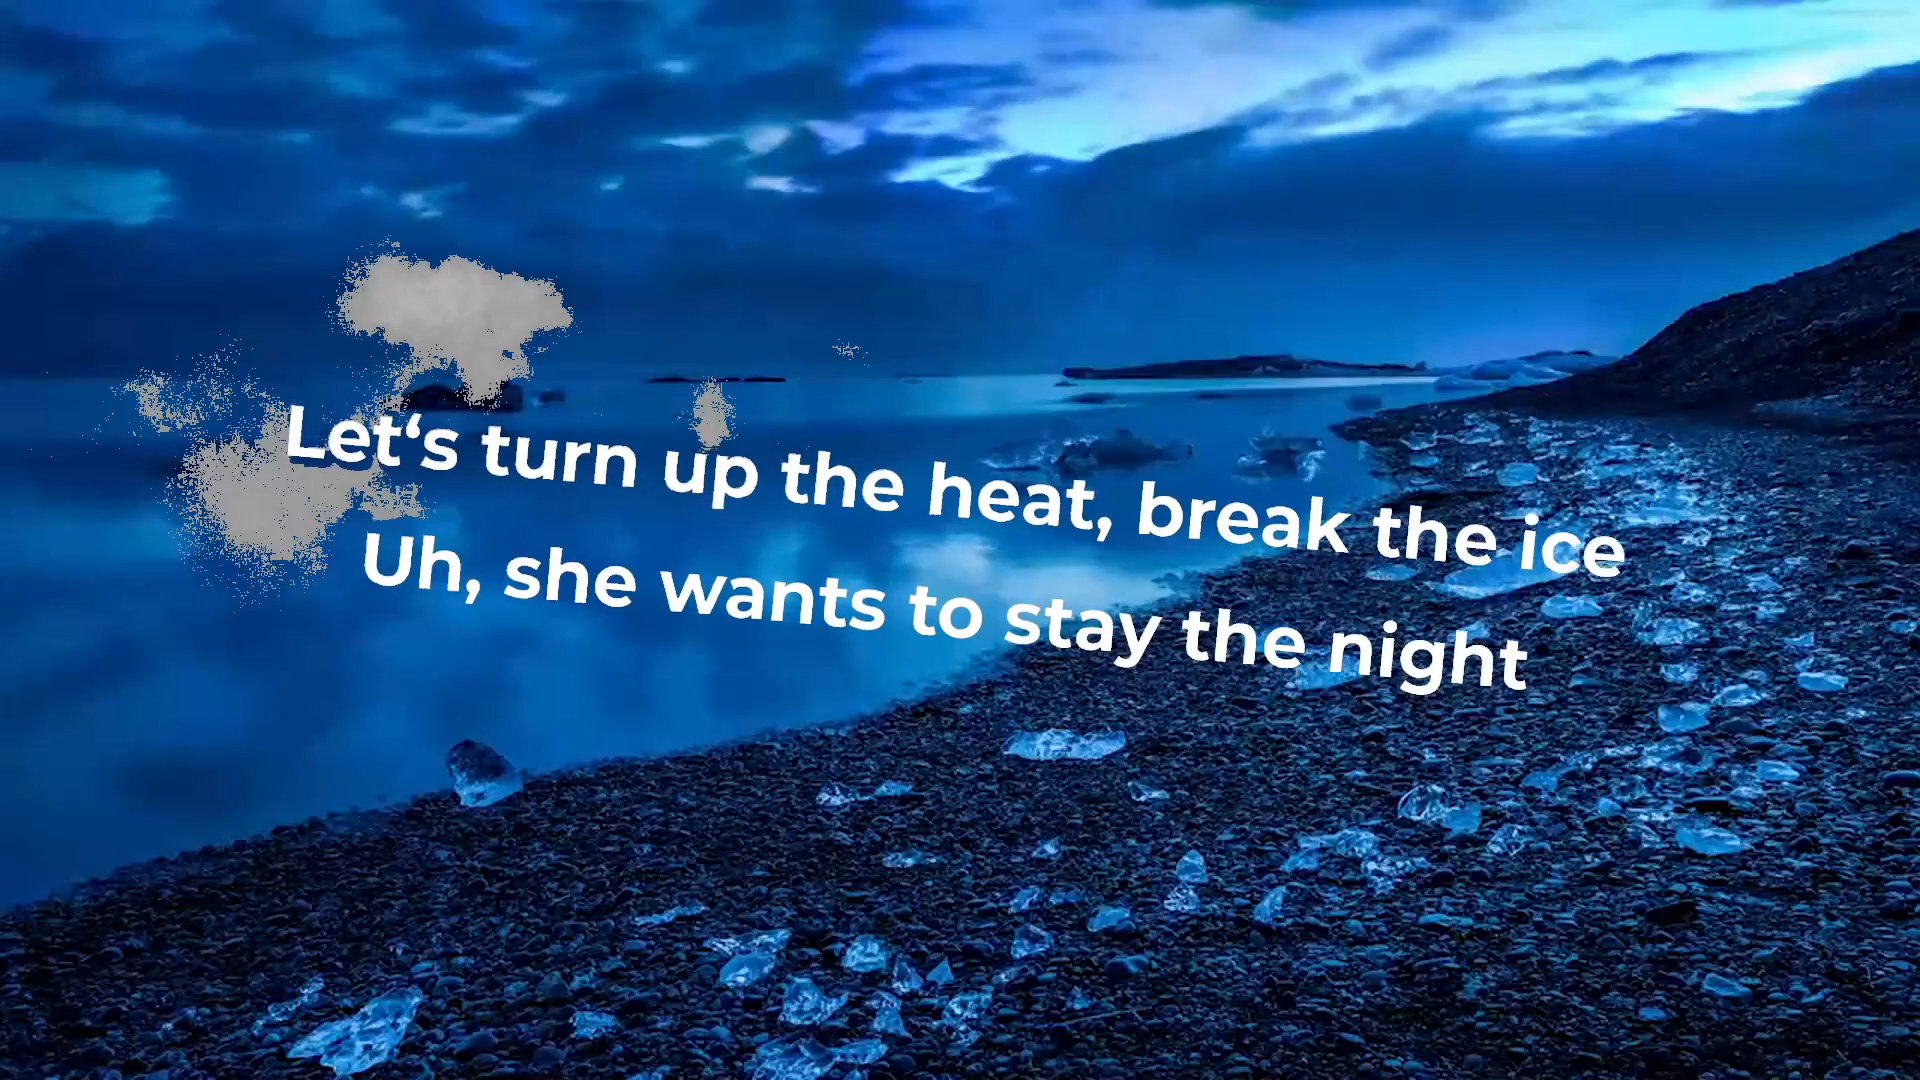 Let‘s turn up the heat, break the ice
Uh, she wants to stay the night